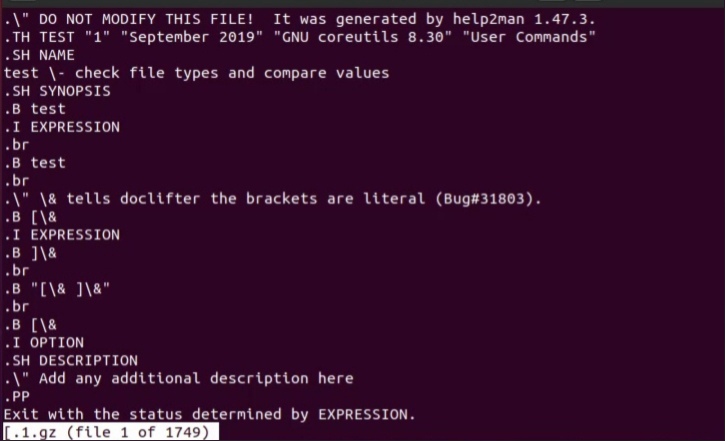 .\" DO NOT MODIFY THIS FILE!  It was generated by help2man 1.47.3.
.TH TEST "1" "September 2019" "GNU coreutils 8.30" "User Commands"
.SH NAME
test \- check file types and compare values
.SH SYNOPSIS
.B test
.I EXPRESSION
.br
.B test
.br
.\" \& tells doclifter the brackets are literal (Bug#31803).
.B [\&
.I EXPRESSION
.B ]\&
.br
.B "[\& ]\&"
.br
.B [\&
.I OPTION
.SH DESCRIPTION
.\" Add any additional description here
.PP
Exit with the status determined by EXPRESSION.
[.1.gz (file 1 of 1749)